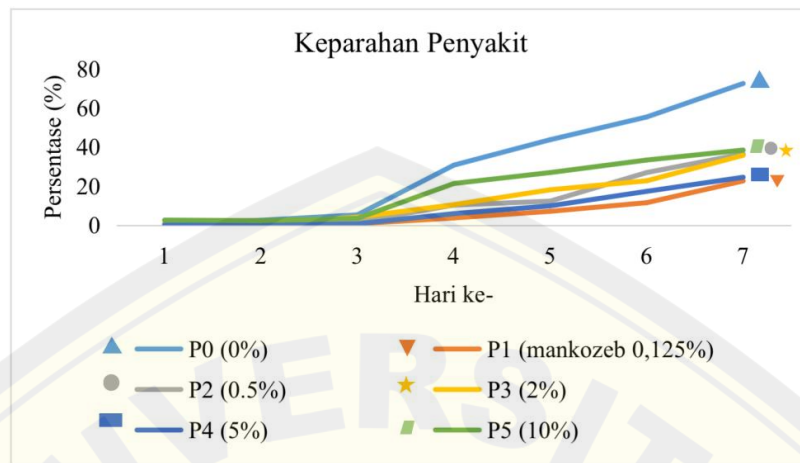 Keparahan Penyakit
Persentase (%)
80
60
40
20
0
1 2 3 4 5 6 7
Hari ke-
P0 (0%) P1 (mankozeb 0,125%)
P2 (0.5%) P3 (2%)
P4 (5%) P5 (10%)